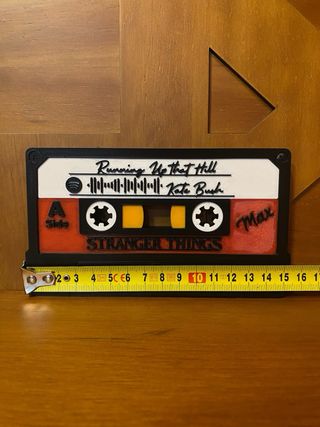 Running Up that Hill
Kate Bush
A
Side
Max
STRANGER THINGS
2 3 4 5 6 7 8 9 10 11 12 13 14 15 16 17